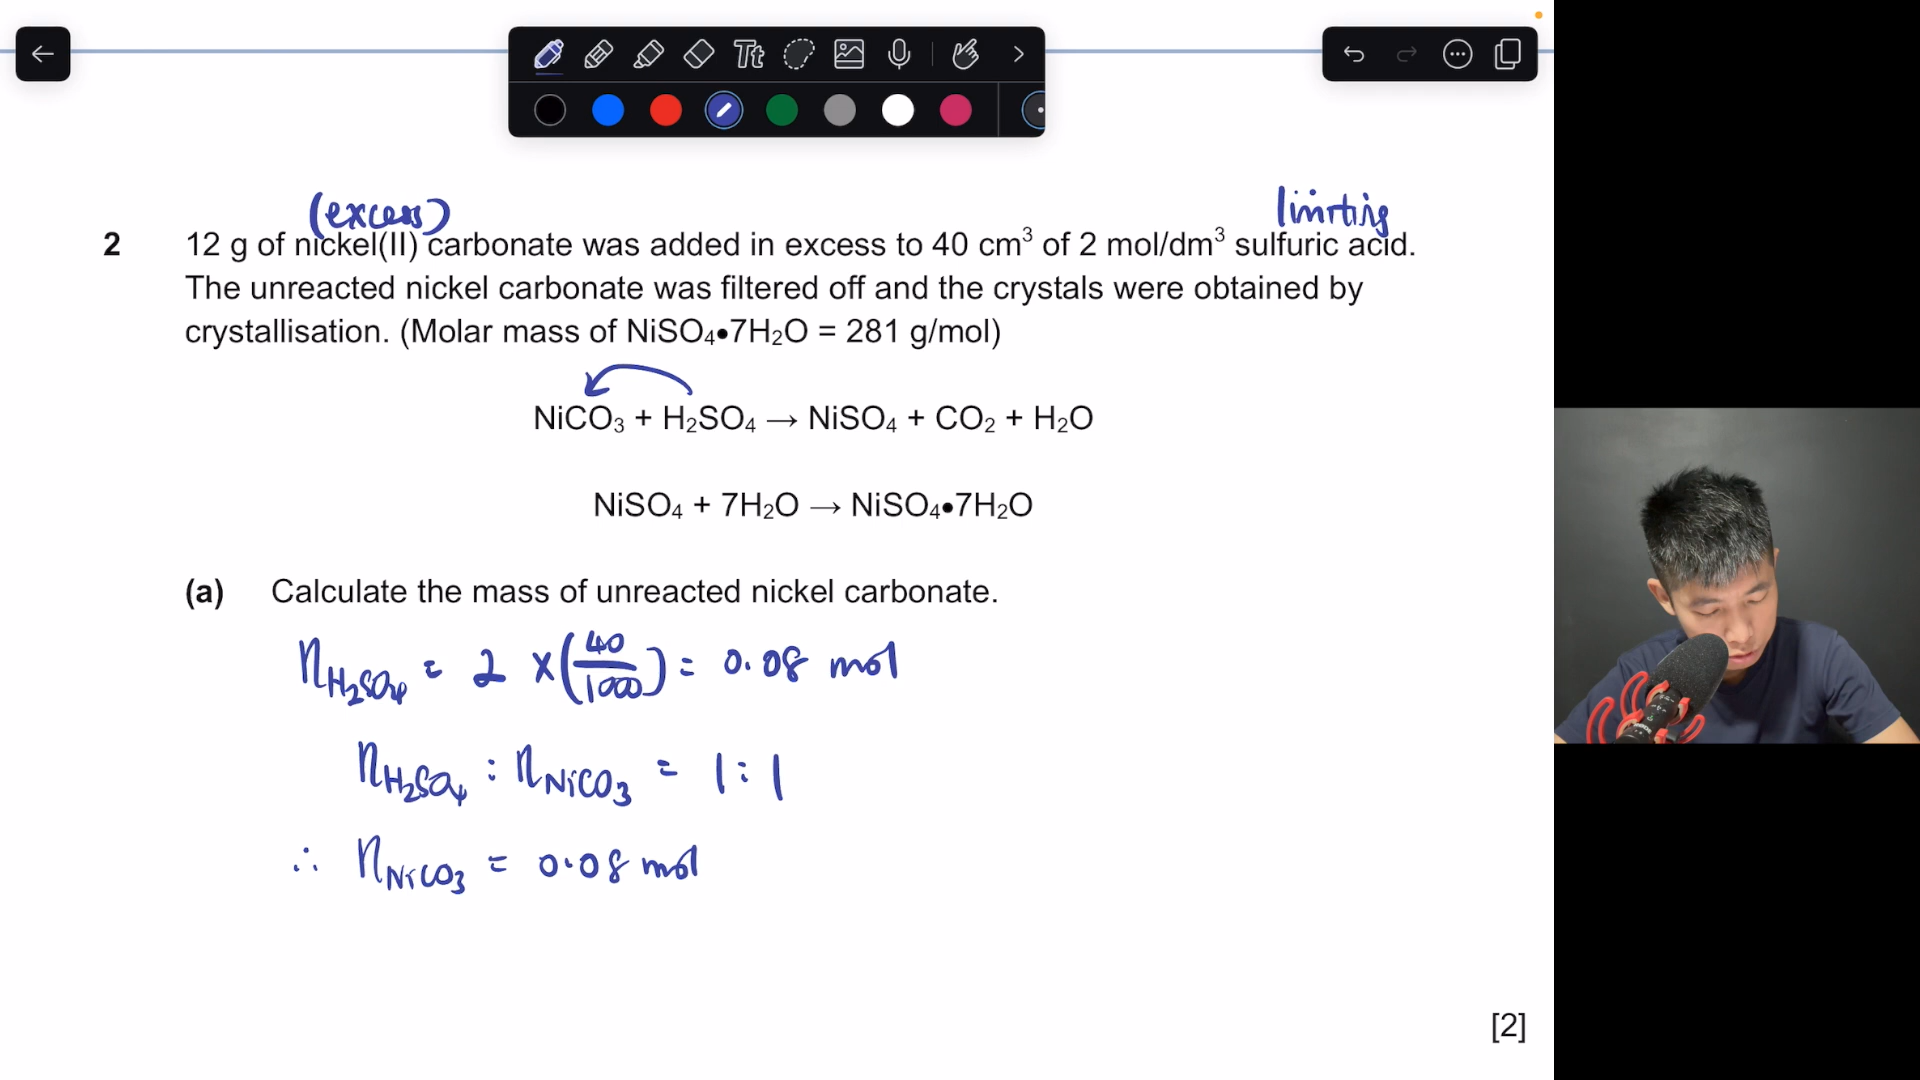 Tt
(excess)
limiting
2 12 g of nickel(II) carbonate was added in excess to 40 cm³ of 2 mol/dm³ sulfuric acid.
The unreacted nickel carbonate was filtered off and the crystals were obtained by
crystallisation. (Molar mass of NiSO₄•7H₂O = 281 g/mol)
NiCO₃ + H₂SO₄ → NiSO₄ + CO₂ + H₂O
NiSO₄ + 7H₂O → NiSO₄•7H₂O
(a) Calculate the mass of unreacted nickel carbonate.
n H₂SO₄ = 2 × (40/1000) = 0.08 mol
n H₂SO₄ : n NiCO₃ = 1 : 1
∴ n NiCO₃ = 0.08 mol
[2]